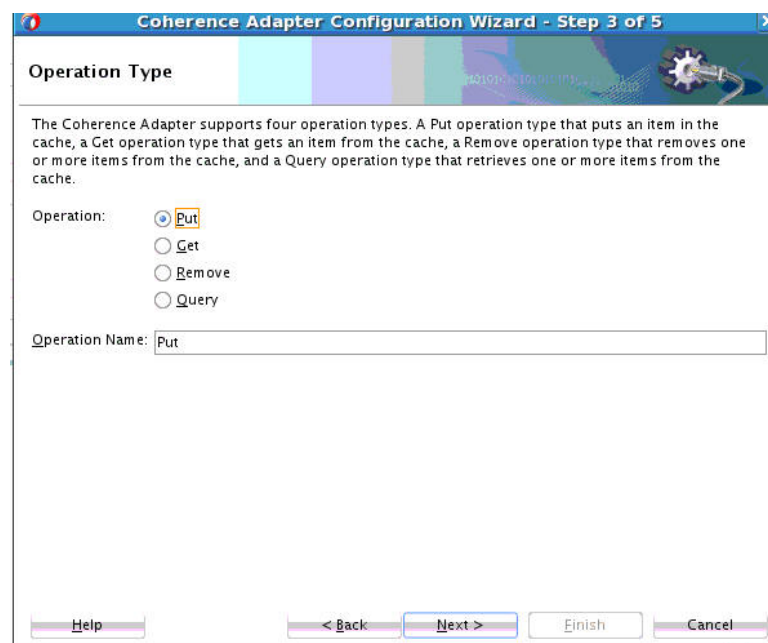 Coherence Adapter Configuration Wizard - Step 3 of 5
Operation Type
The Coherence Adapter supports four operation types. A Put operation type that puts an item in the
cache, a Get operation type that gets an item from the cache, a Remove operation type that removes one
or more items from the cache, and a Query operation type that retrieves one or more items from the
cache.
Operation:
Put
Get
Remove
Query
Operation Name: Put
Help < Back Next > Finish Cancel